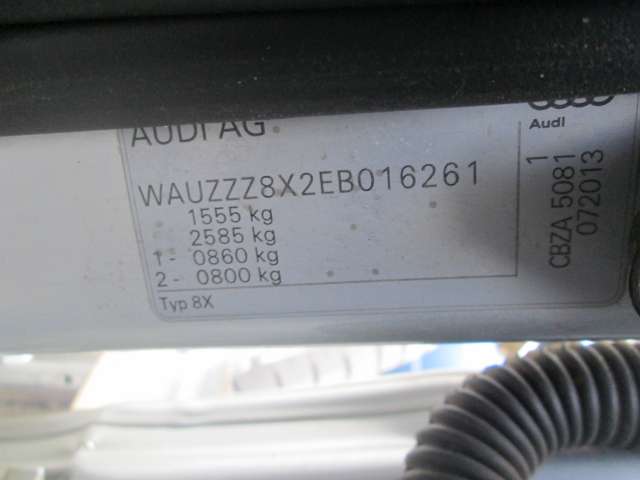 AUDI AG.
Audi
WAUZZZ8X2EB016261
1555 kg
2585 kg
1- 0860 kg
2- 0800 kg
Typ 8X
1
CBZA 5081
072013